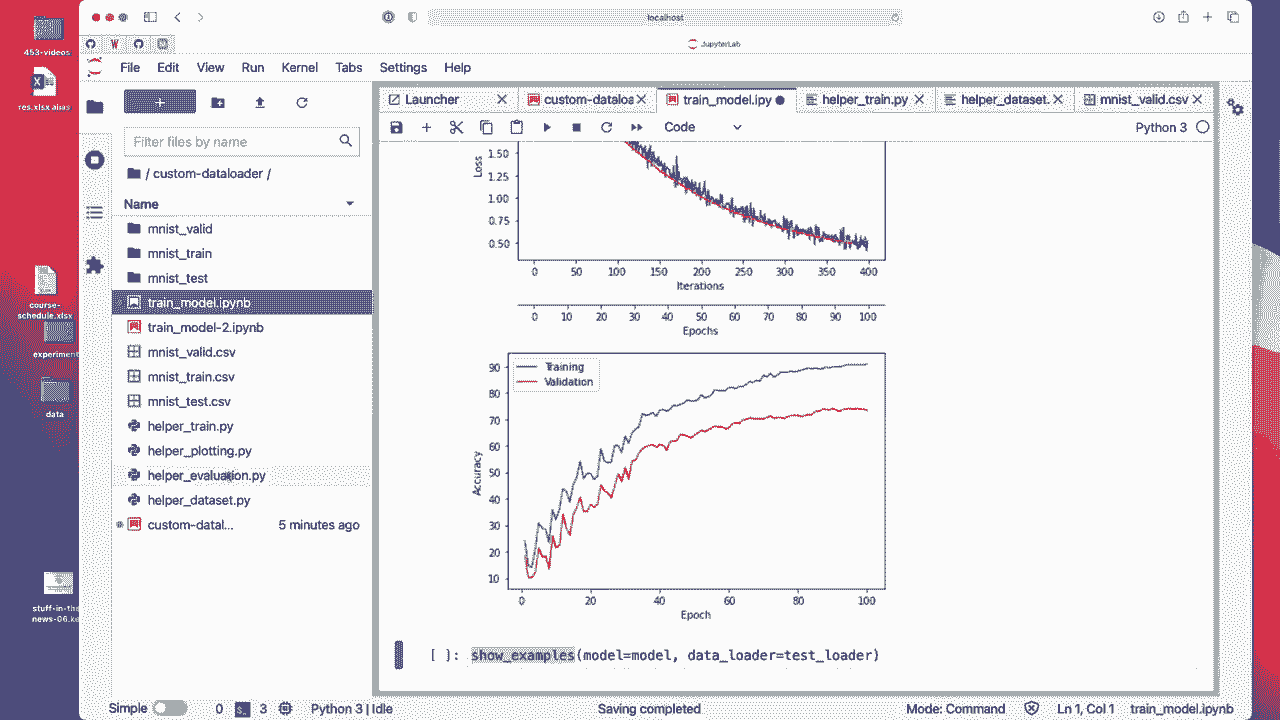 localhost
453-videos
W
JupyterLab
res.xlsx alias
File Edit View Run Kernel Tabs Settings Help
Launcher
custom-dataloa
train_model.ipy
helper_train.py
helper_dataset.
mnist_valid.csv
Code
Python 3
Filter files by name
/ custom-dataloader /
Name
mnist_valid
mnist_train
mnist_test
train_model.ipynb
train_model-2.ipynb
mnist_valid.csv
mnist_train.csv
mnist_test.csv
helper_train.py
helper_plotting.py
helper_evaluation.py
helper_dataset.py
custom-datal... 5 minutes ago
course-
schedule.xlsx
experiment
data
stuff-in-the
news-06.ke
Loss
1.50
1.25
1.00
0.75
0.50
0 50 100 150 200 250 300 350 400
Iterations
0 10 20 30 40 50 60 70 80 90 100
Epochs
Training
Validation
Accuracy
90
80
70
60
50
40
30
20
10
0 20 40 60 80 100
Epoch
[ ]: show_examples(model=model, data_loader=test_loader)
Simple 0 3 Python 3 | Idle Saving completed Mode: Command Ln 1, Col 1 train_model.ipynb